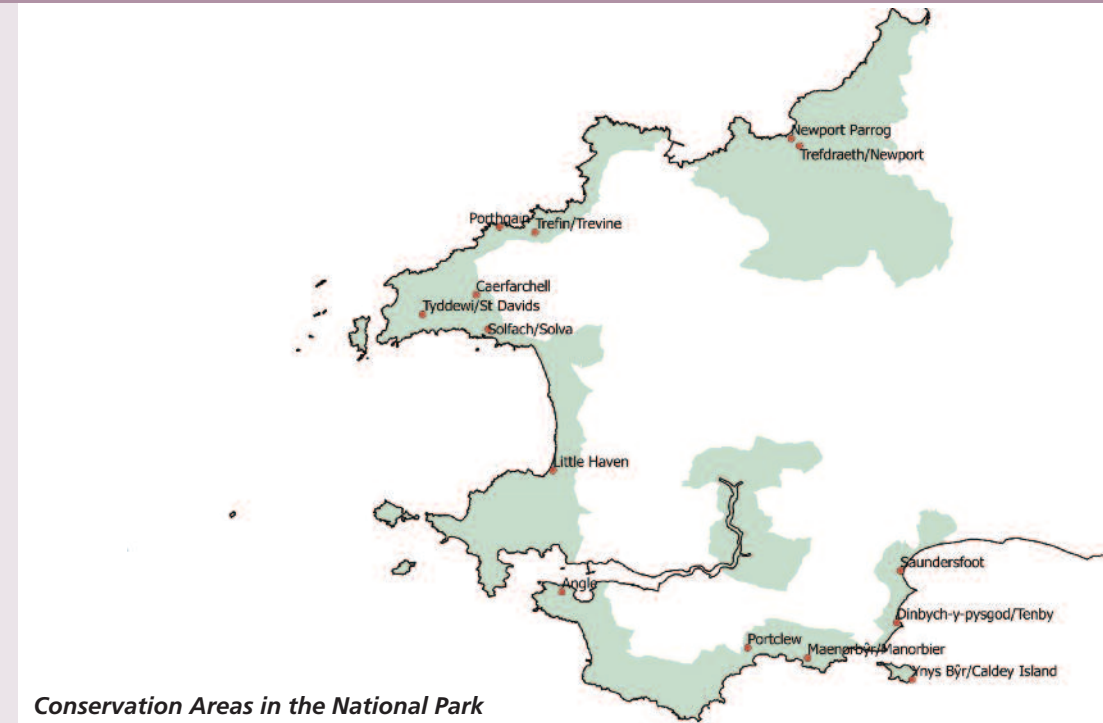 Newport Parrog
Trefdraeth/Newport
Porthgain
Trefin/Trevine
Caerfarchell
Tyddewi/St Davids
Solfach/Solva
Little Haven
Saundersfoot
Angle
Dinbych-y-pysgod/Tenby
Portclew
Maenorbŷr/Manorbier
Ynys Bŷr/Caldey Island
Conservation Areas in the National Park